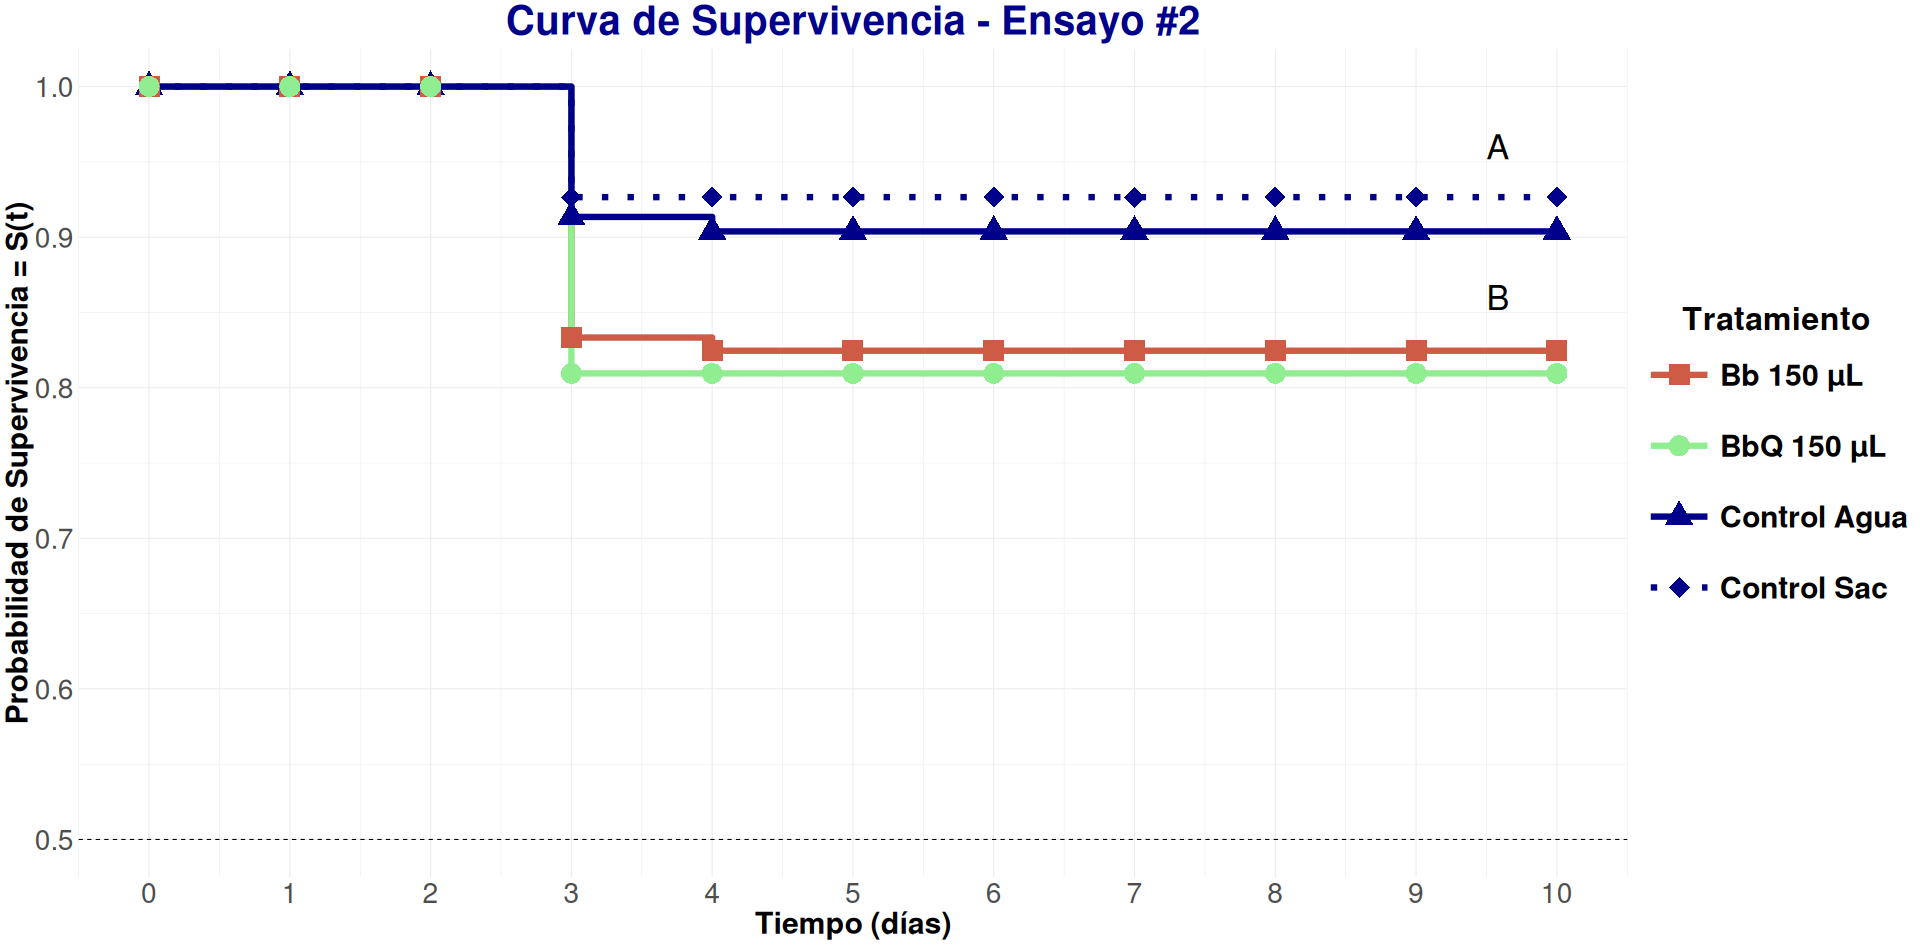 Curva de Supervivencia - Ensayo #2
Probabilidad de Supervivencia = S(t)
1.0
0.9
0.8
0.7
0.6
0.5
A
B
0 1 2 3 4 5 6 7 8 9 10
Tiempo (días)
Tratamiento
Bb 150 µL
BbQ 150 µL
Control Agua
Control Sac